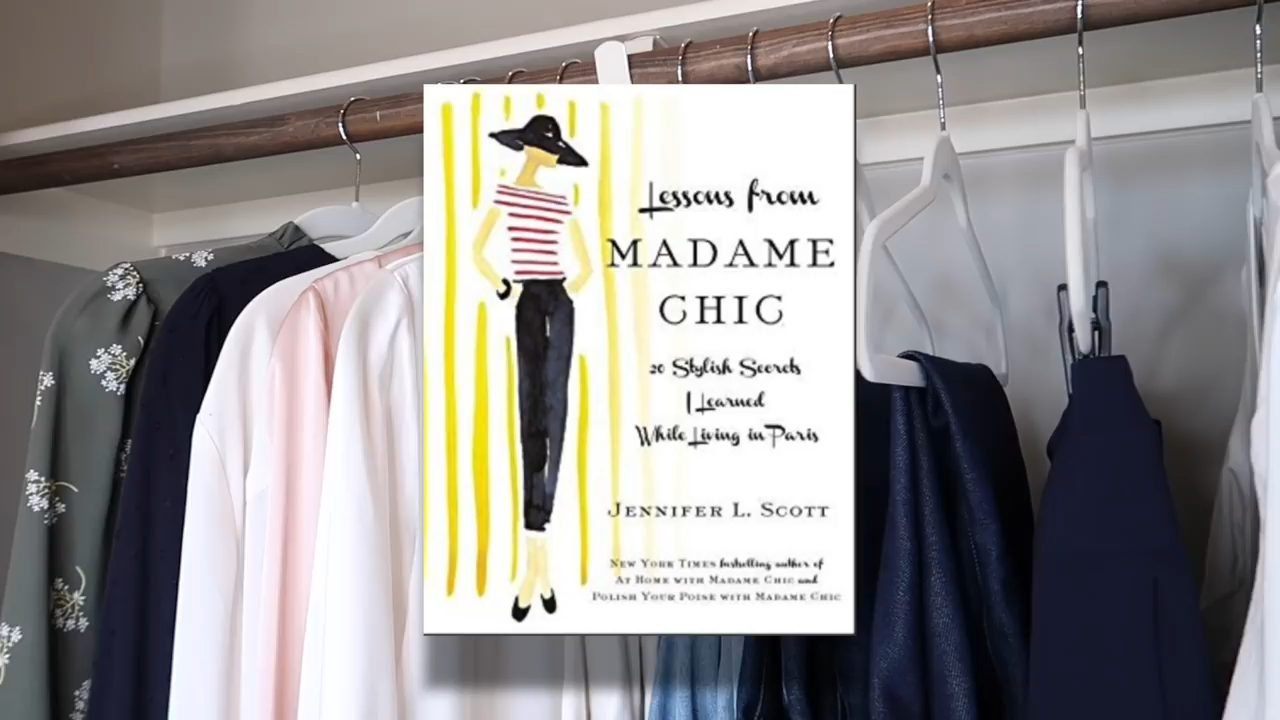 Lessons from
MADAME
CHIC
20 Stylish Secrets
I Learned
While Living in Paris
JENNIFER L. SCOTT
NEW YORK TIMES bestselling author of
AT HOME WITH MADAME CHIC and
POLISH YOUR POISE WITH MADAME CHIC